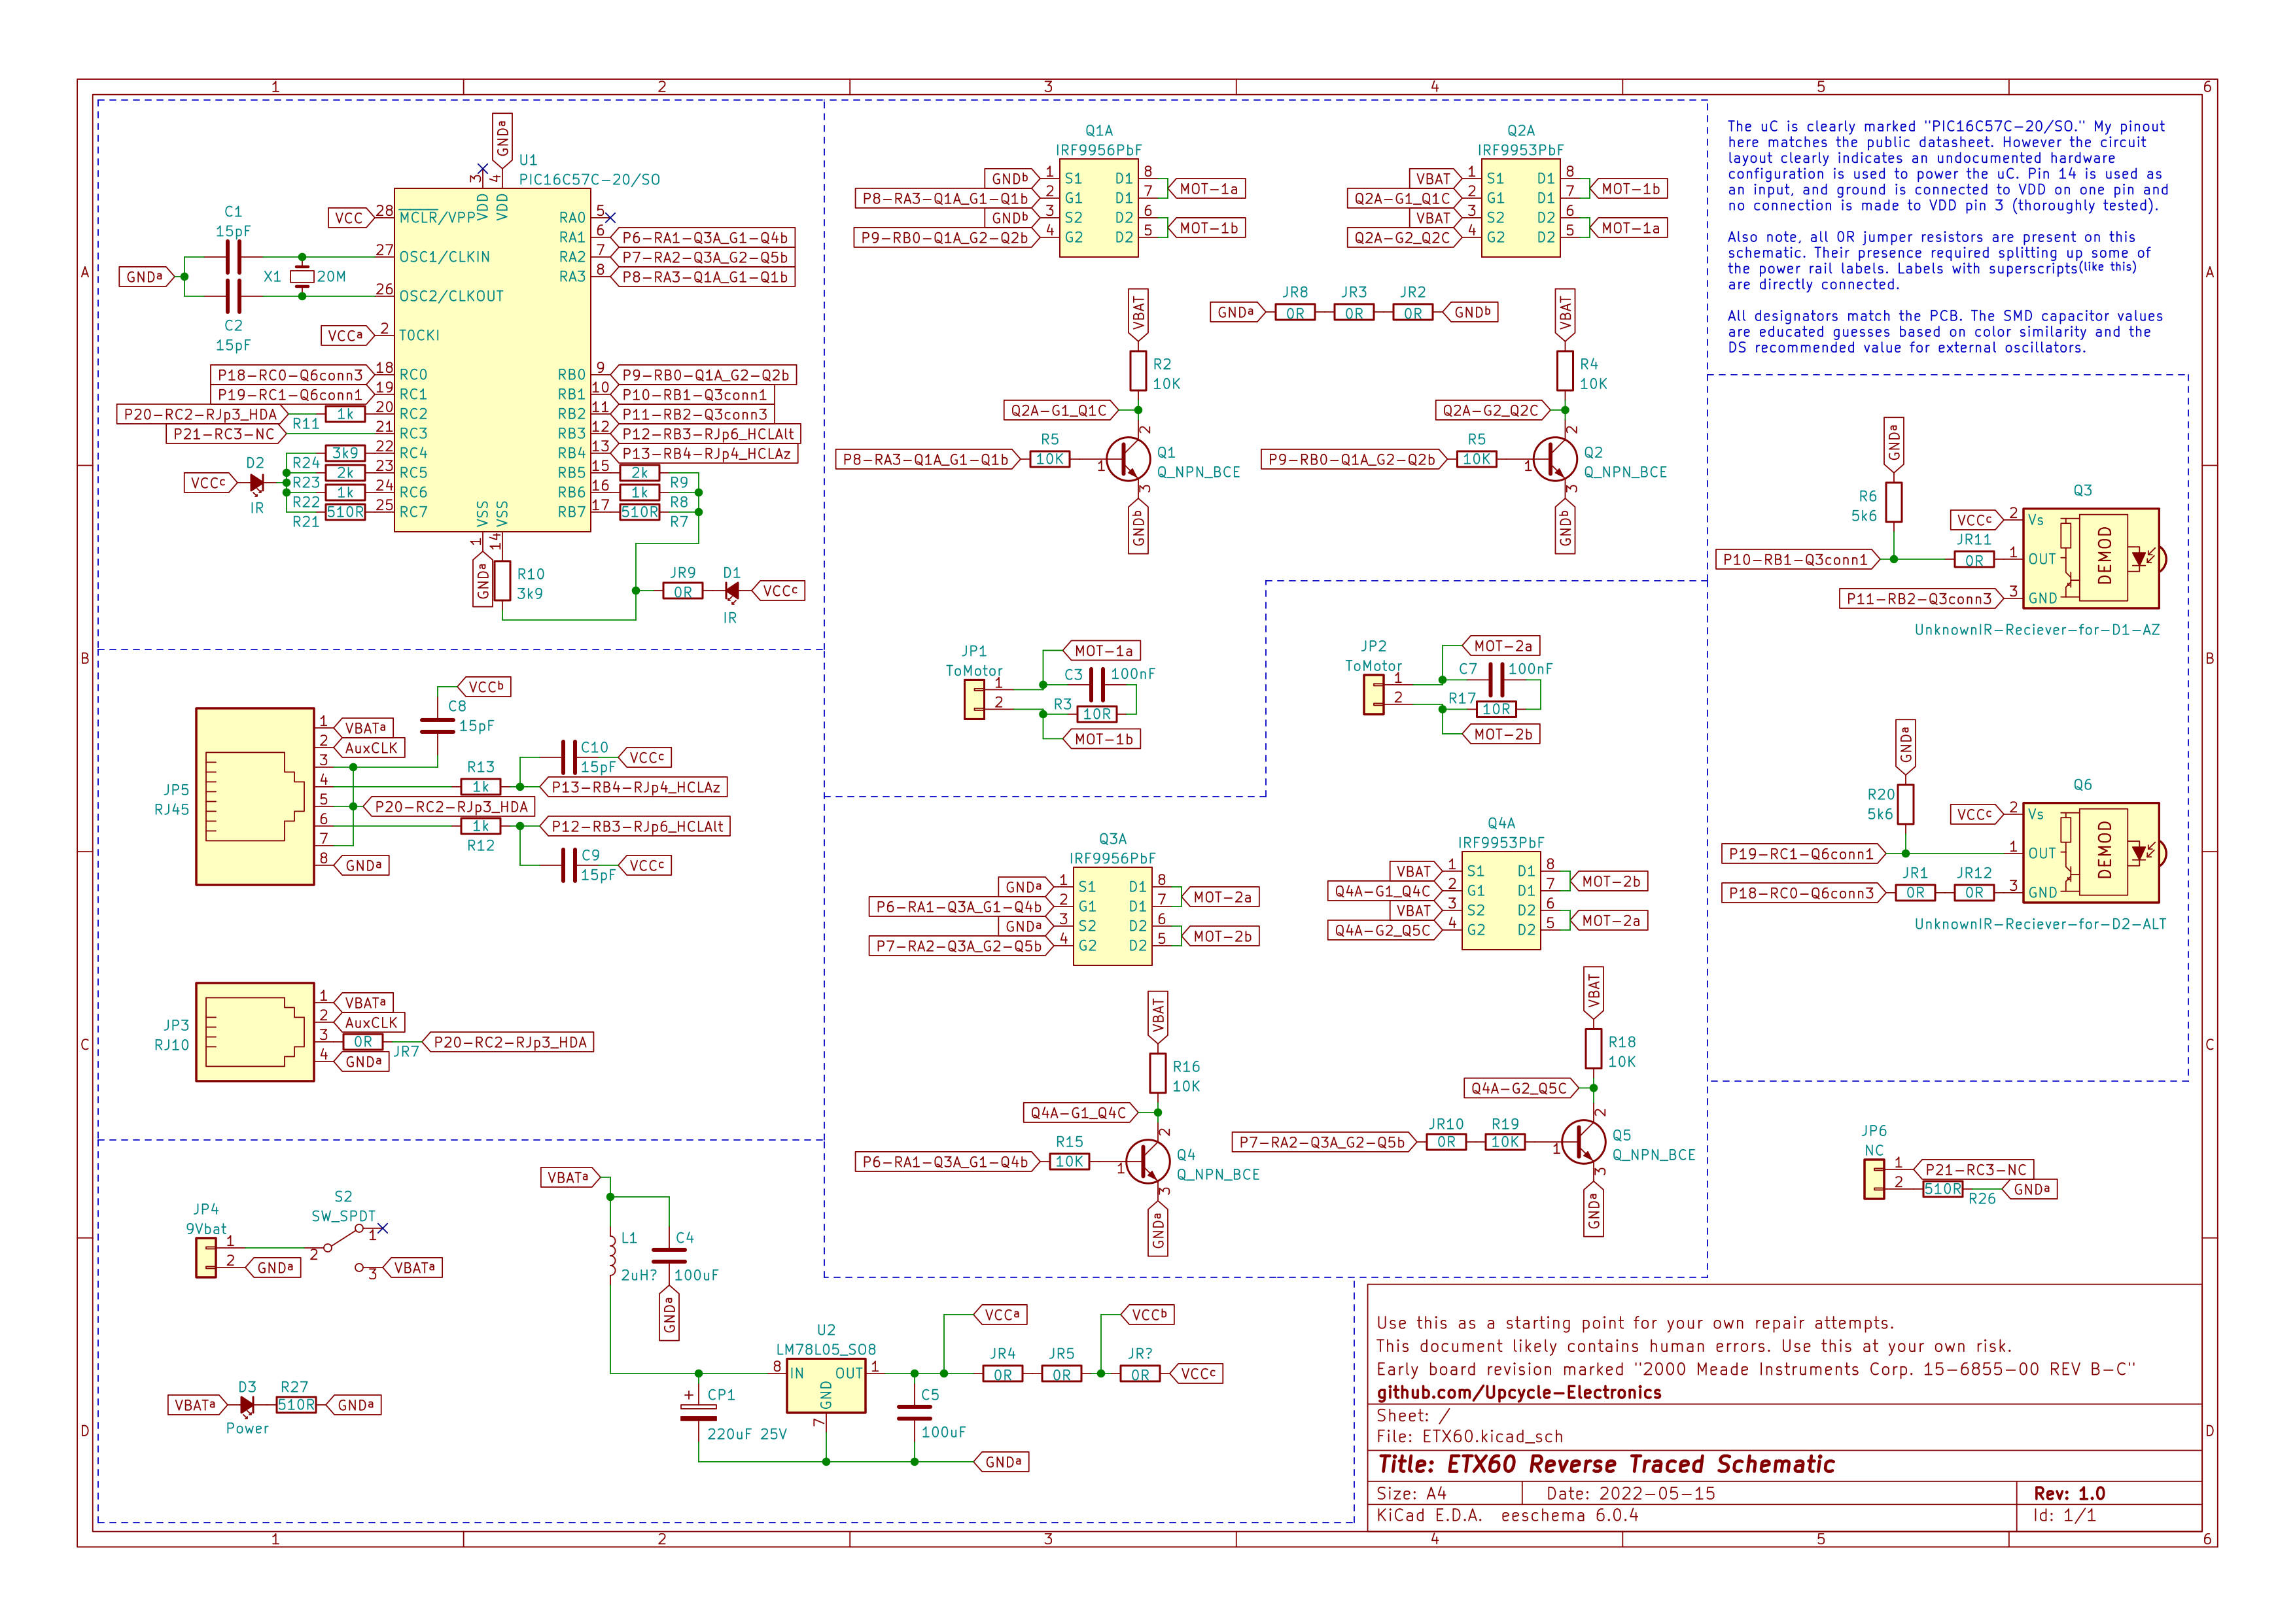 1 2 3 4 5 6
A
B
C
D
GNDa
U1
PIC16C57C-20/SO
3 VDD
4 VDD
VCC 28 MCLR/VPP
C1
15pF
27 OSC1/CLKIN
GNDa
X1 20M
26 OSC2/CLKOUT
C2
15pF
VCCa 2 T0CKI
P18-RC0-Q6conn3 18 RC0
P19-RC1-Q6conn1 19 RC1
P20-RC2-RJp3_HDA 1k 20 RC2
R11
P21-RC3-NC 21 RC3
3k9 22 RC4
R24
D2
VCCc
IR
2k 23 RC5
R23
1k 24 RC6
R22
510R 25 RC7
R21
RA0 5
RA1 6 P6-RA1-Q3A_G1-Q4b
RA2 7 P7-RA2-Q3A_G2-Q5b
RA3 8 P8-RA3-Q1A_G1-Q1b
RB0 9 P9-RB0-Q1A_G2-Q2b
RB1 10 P10-RB1-Q3conn1
RB2 11 P11-RB2-Q3conn3
RB3 12 P12-RB3-RJp6_HCLAlt
RB4 13 P13-RB4-RJp4_HCLAz
RB5 15 2k
R9
RB6 16 1k
R8
RB7 17 510R
R7
VSS 1
VSS 14
GNDa
R10
3k9
JR9
0R
D1
IR
VCCc
VCCb
C8
15pF
JP5
RJ45
1 VBATa
2 AuxCLK
3
4
5
6
7
8 GNDa
R13
1k
C10
15pF
VCCc
P13-RB4-RJp4_HCLAz
P20-RC2-RJp3_HDA
1k
R12
P12-RB3-RJp6_HCLAlt
C9
15pF
VCCc
JP3
RJ10
1 VBATa
2 AuxCLK
3 0R
JR7
P20-RC2-RJp3_HDA
4 GNDa
JP4
9Vbat
1
2
GNDa
S2
SW_SPDT
1
2
3
VBATa
VBATa
L1
2uH?
C4
100uF
GNDa
VBATa
D3
Power
R27
510R
GNDa
U2
LM78L05_SO8
8 IN
OUT 1
GND
7
+
CP1
220uF 25V
C5
100uF
GNDa
VCCa
VCCb
JR4
0R
JR5
0R
JR?
0R
VCCc
Q1A
IRF9956PbF
GNDb 1 S1 D1 8
P8-RA3-Q1A_G1-Q1b 2 G1 D1 7 MOT-1a
GNDb 3 S2 D2 6
P9-RB0-Q1A_G2-Q2b 4 G2 D2 5 MOT-1b
Q2A
IRF9953PbF
VBAT 1 S1 D1 8
Q2A-G1_Q1C 2 G1 D1 7 MOT-1b
VBAT 3 S2 D2 6
Q2A-G2_Q2C 4 G2 D2 5 MOT-1a
GNDa
JR8
0R
JR3
0R
JR2
0R
GNDb
VBAT
R2
10K
Q2A-G1_Q1C
P8-RA3-Q1A_G1-Q1b
R5
10K
1
2
3
Q1
Q_NPN_BCE
GNDb
VBAT
R4
10K
Q2A-G2_Q2C
P9-RB0-Q1A_G2-Q2b
R5
10K
1
2
3
Q2
Q_NPN_BCE
GNDb
JP1
ToMotor
1
2
MOT-1a
C3 100nF
R3
10R
MOT-1b
JP2
ToMotor
1
2
MOT-2a
C7 100nF
R17
10R
MOT-2b
Q3A
IRF9956PbF
GNDa 1 S1 D1 8
P6-RA1-Q3A_G1-Q4b 2 G1 D1 7 MOT-2a
GNDa 3 S2 D2 6
P7-RA2-Q3A_G2-Q5b 4 G2 D2 5 MOT-2b
Q4A
IRF9953PbF
VBAT 1 S1 D1 8
Q4A-G1_Q4C 2 G1 D1 7 MOT-2b
VBAT 3 S2 D2 6
Q4A-G2_Q5C 4 G2 D2 5 MOT-2a
VBAT
R16
10K
Q4A-G1_Q4C
P6-RA1-Q3A_G1-Q4b
R15
10K
1
2
3
Q4
Q_NPN_BCE
GNDa
VBAT
R18
10K
Q4A-G2_Q5C
P7-RA2-Q3A_G2-Q5b
JR10
0R
R19
10K
1
2
3
Q5
Q_NPN_BCE
GNDa
The uC is clearly marked "PIC16C57C-20/SO." My pinout
here matches the public datasheet. However the circuit
layout clearly indicates an undocumented hardware
configuration is used to power the uC. Pin 14 is used as
an input, and ground is connected to VDD on one pin and
no connection is made to VDD pin 3 (thoroughly tested).
Also note, all 0R jumper resistors are present on this
schematic. Their presence required splitting up some of
the power rail labels. Labels with superscripts(like this)
are directly connected.
All designators match the PCB. The SMD capacitor values
are educated guesses based on color similarity and the
DS recommended value for external oscillators.
GNDa
R6
5k6
Q3
VCCc 2 Vs
P10-RB1-Q3conn1
JR11
0R
1 OUT
P11-RB2-Q3conn3 3 GND
DEMOD
UnknownIR-Reciever-for-D1-AZ
GNDa
R20
5k6
Q6
VCCc 2 Vs
P19-RC1-Q6conn1 1 OUT
P18-RC0-Q6conn3
JR1
0R
JR12
0R
3 GND
DEMOD
UnknownIR-Reciever-for-D2-ALT
JP6
NC
1 P21-RC3-NC
2 510R
R26
GNDa
Use this as a starting point for your own repair attempts.
This document likely contains human errors. Use this at your own risk.
Early board revision marked "2000 Meade Instruments Corp. 15-6855-00 REV B-C"
github.com/Upcycle-Electronics
Sheet: /
File: ETX60.kicad_sch
Title: ETX60 Reverse Traced Schematic
Size: A4 Date: 2022-05-15 Rev: 1.0
KiCad E.D.A. eeschema 6.0.4 Id: 1/1
1 2 3 4 5 6
A
B
C
D